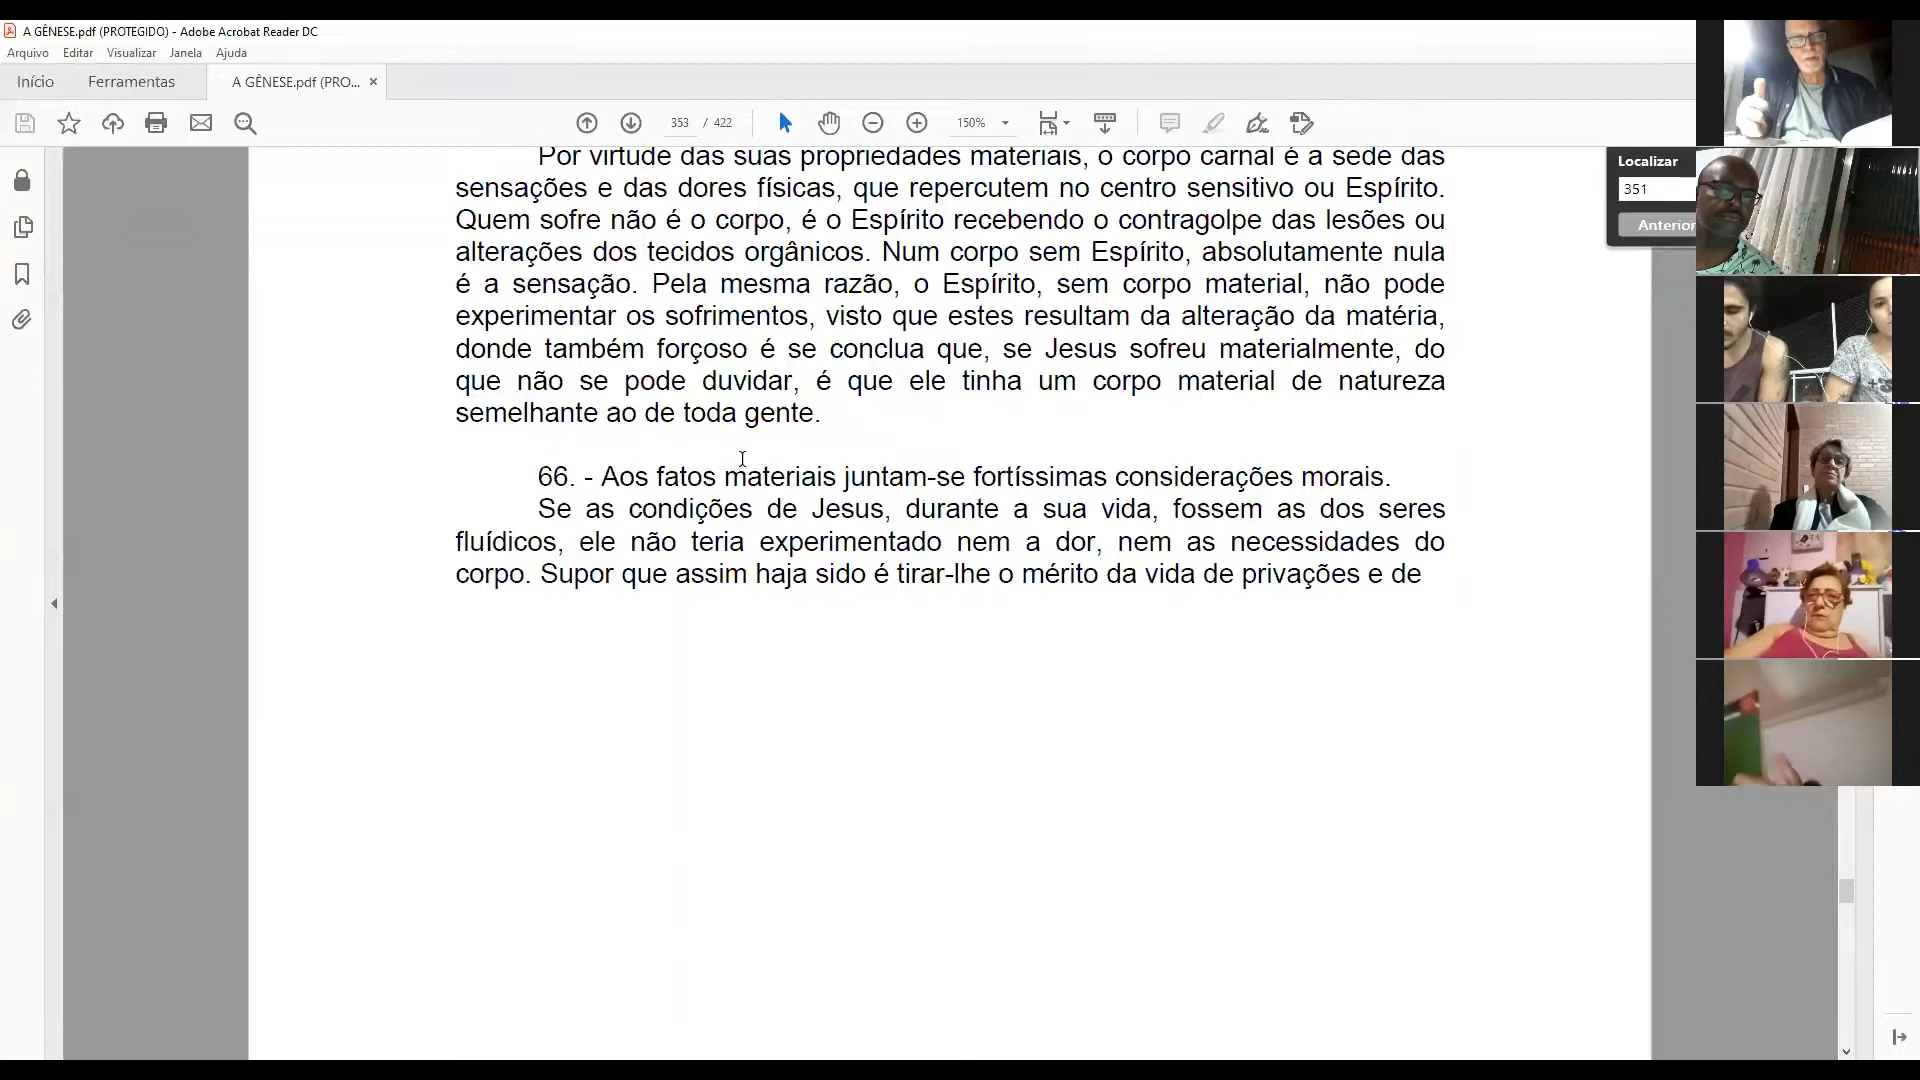 A GÊNESE.pdf (PROTEGIDO) - Adobe Acrobat Reader DC
Arquivo Editar Visualizar Janela Ajuda
Início Ferramentas A GÊNESE.pdf (PRO... ×
353 / 422 150%
Localizar
351
Anterior
Por virtude das suas propriedades materiais, o corpo carnal é a sede das
sensações e das dores físicas, que repercutem no centro sensitivo ou Espírito.
Quem sofre não é o corpo, é o Espírito recebendo o contragolpe das lesões ou
alterações dos tecidos orgânicos. Num corpo sem Espírito, absolutamente nula
é a sensação. Pela mesma razão, o Espírito, sem corpo material, não pode
experimentar os sofrimentos, visto que estes resultam da alteração da matéria,
donde também forçoso é se conclua que, se Jesus sofreu materialmente, do
que não se pode duvidar, é que ele tinha um corpo material de natureza
semelhante ao de toda gente.
66. - Aos fatos materiais juntam-se fortíssimas considerações morais.
Se as condições de Jesus, durante a sua vida, fossem as dos seres
fluídicos, ele não teria experimentado nem a dor, nem as necessidades do
corpo. Supor que assim haja sido é tirar-lhe o mérito da vida de privações e de